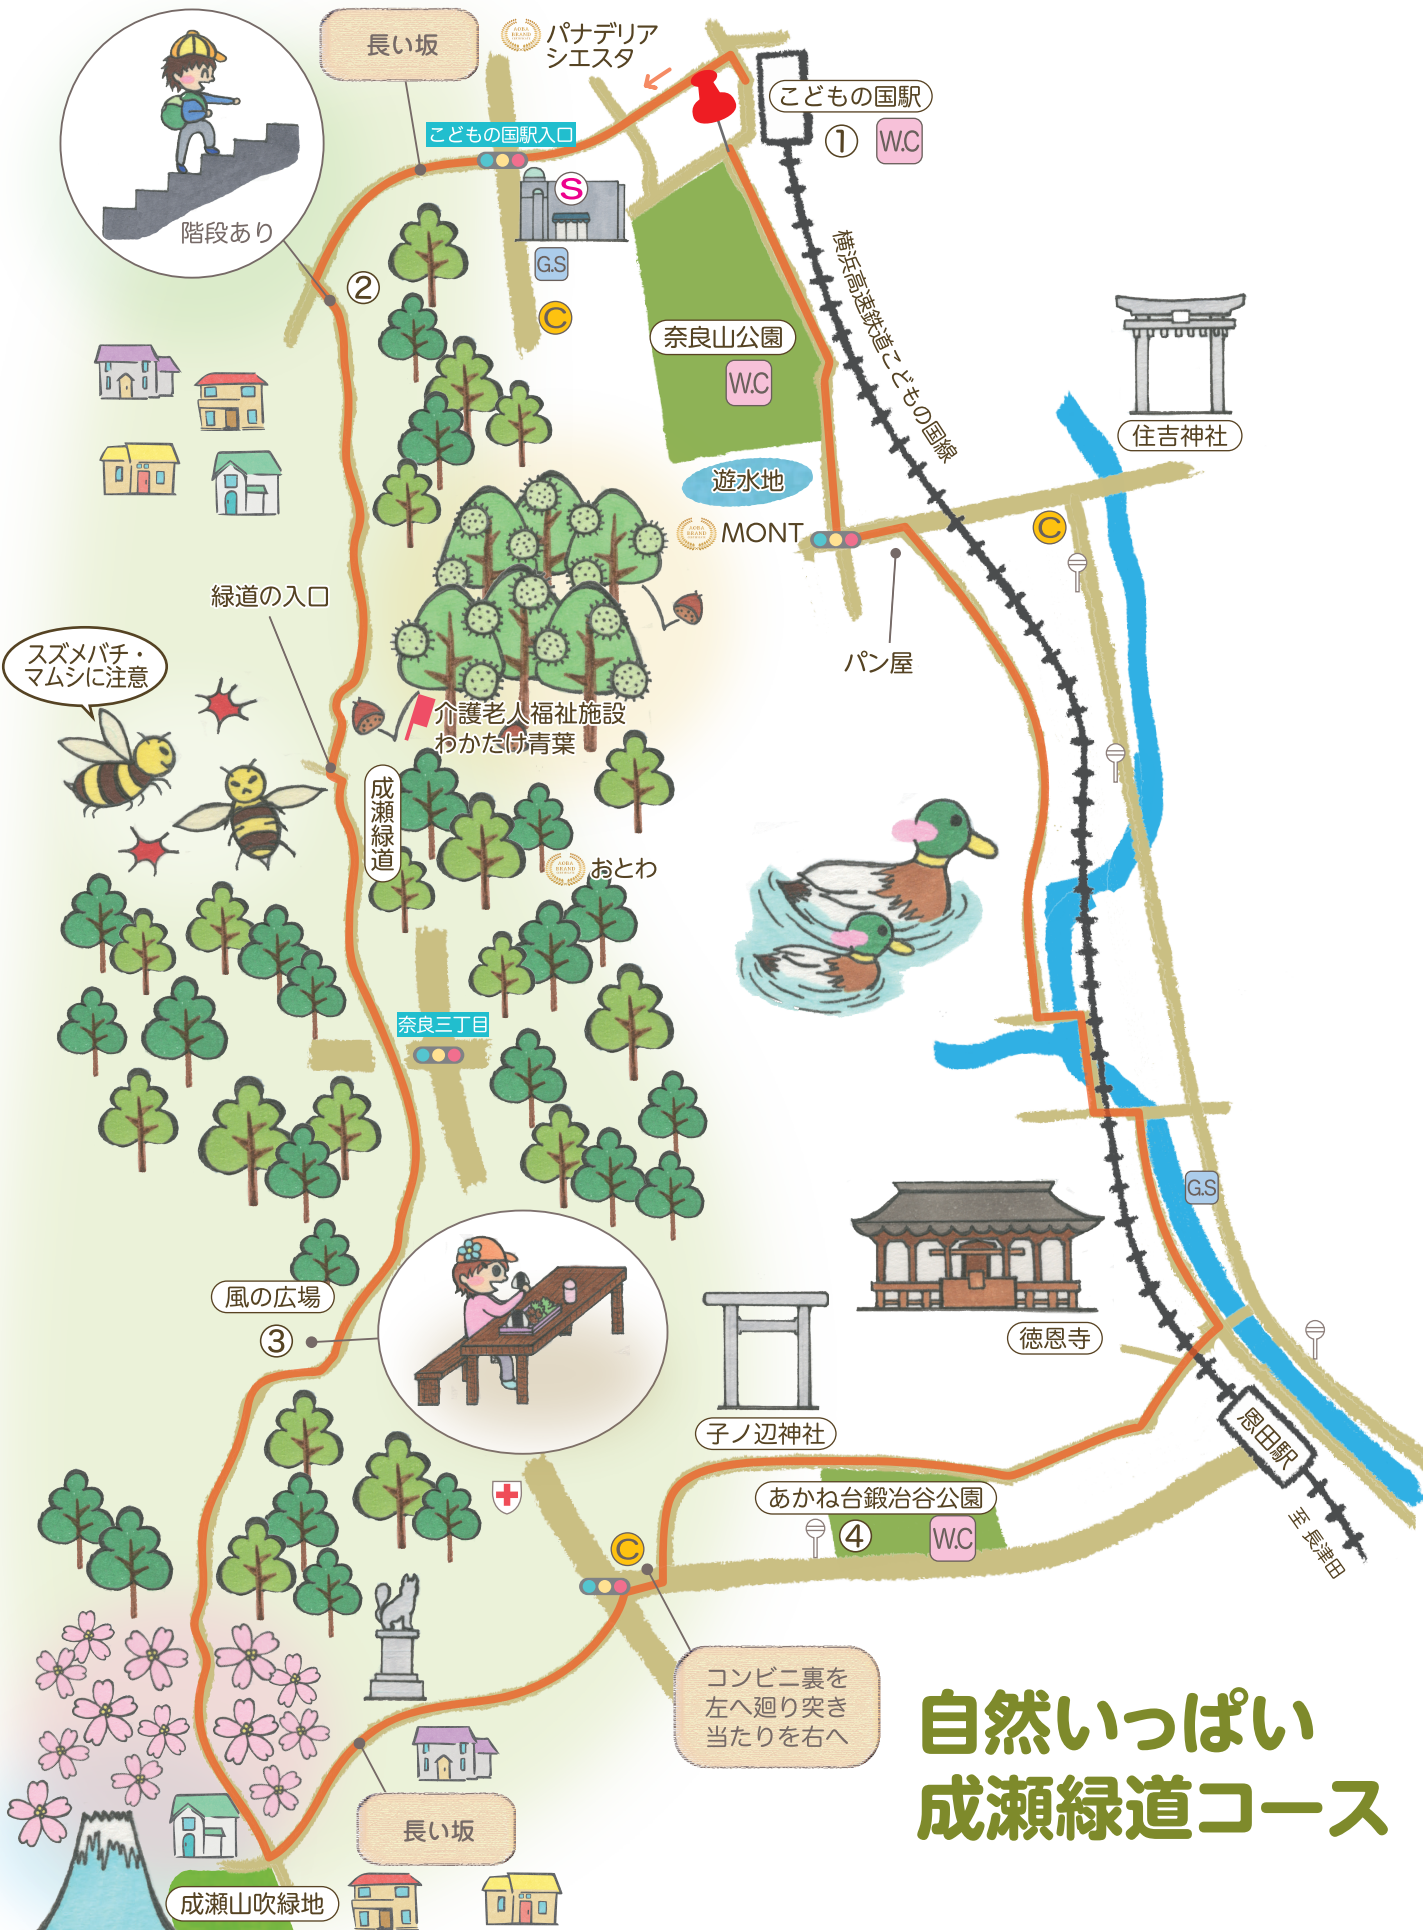 長い坂
パナデリア
シエスタ
こどもの国駅入口
こどもの国駅
①
W.C
S
G.S
C
階段あり
②
横浜高速鉄道こどもの国線
奈良山公園
W.C
住吉神社
遊水地
MONT
C
緑道の入口
パン屋
スズメバチ・
マムシに注意
介護老人福祉施設
わかたけ青葉
成瀬緑道
おとわ
奈良三丁目
G.S
風の広場
③
徳恩寺
子ノ辺神社
恩田駅
あかね台鍛冶谷公園
④
W.C
至 長津田
C
コンビニ裏を
左へ廻り突き
当たりを右へ
長い坂
成瀬山吹緑地
自然いっぱい
成瀬緑道コース